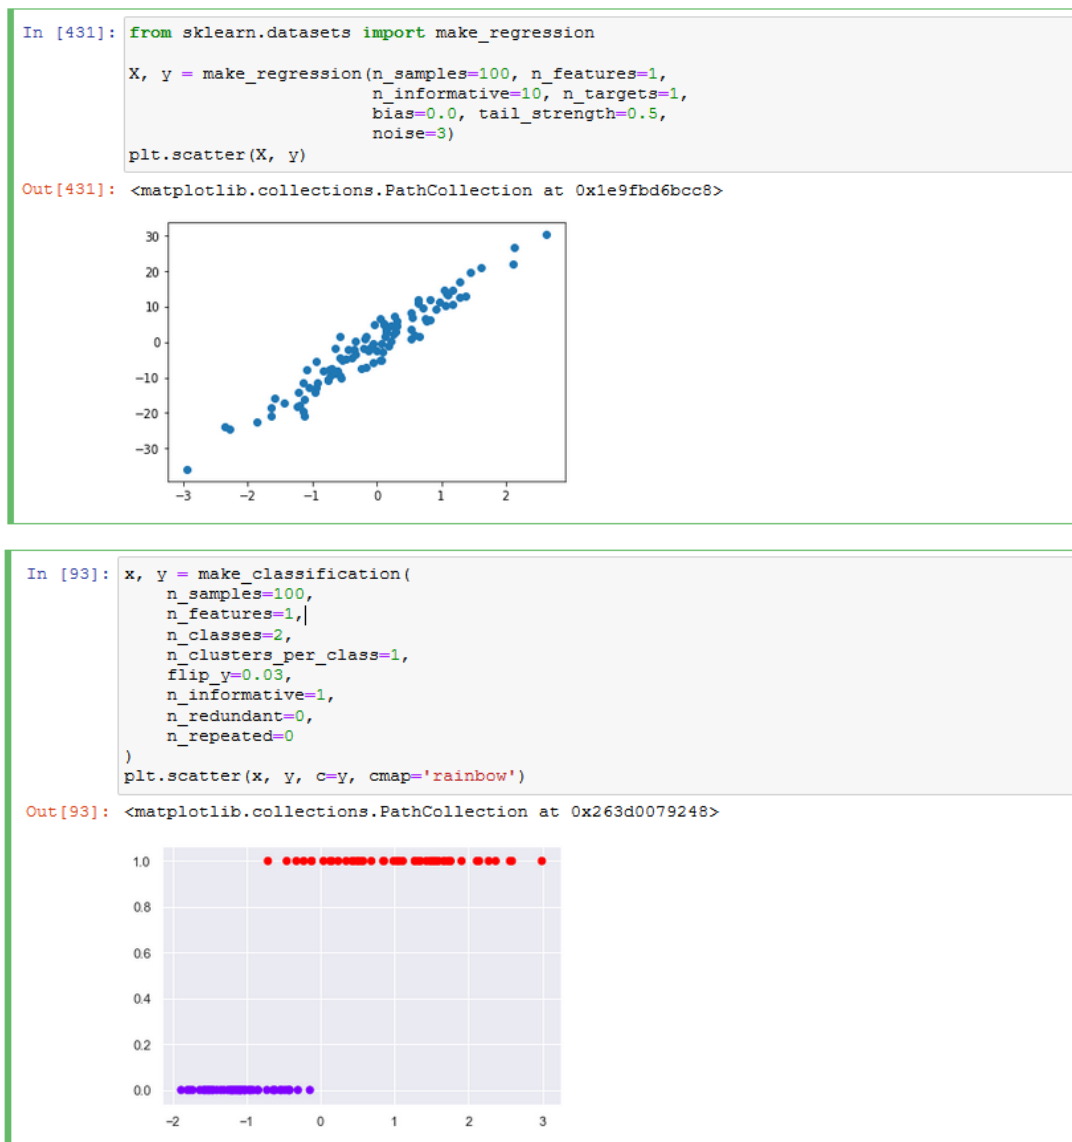 In [431]: from sklearn.datasets import make_regression
X, y = make_regression(n_samples=100, n_features=1,
n_informative=10, n_targets=1,
bias=0.0, tail_strength=0.5,
noise=3)
plt.scatter(X, y)
Out[431]: <matplotlib.collections.PathCollection at 0x1e9fbd6bcc8>
30
20
10
0
−10
−20
−30
−3 −2 −1 0 1 2
In [93]: x, y = make_classification(
n_samples=100,
n_features=1,
n_classes=2,
n_clusters_per_class=1,
flip_y=0.03,
n_informative=1,
n_redundant=0,
n_repeated=0
)
plt.scatter(x, y, c=y, cmap='rainbow')
Out[93]: <matplotlib.collections.PathCollection at 0x263d0079248>
1.0
0.8
0.6
0.4
0.2
0.0
−2 −1 0 1 2 3